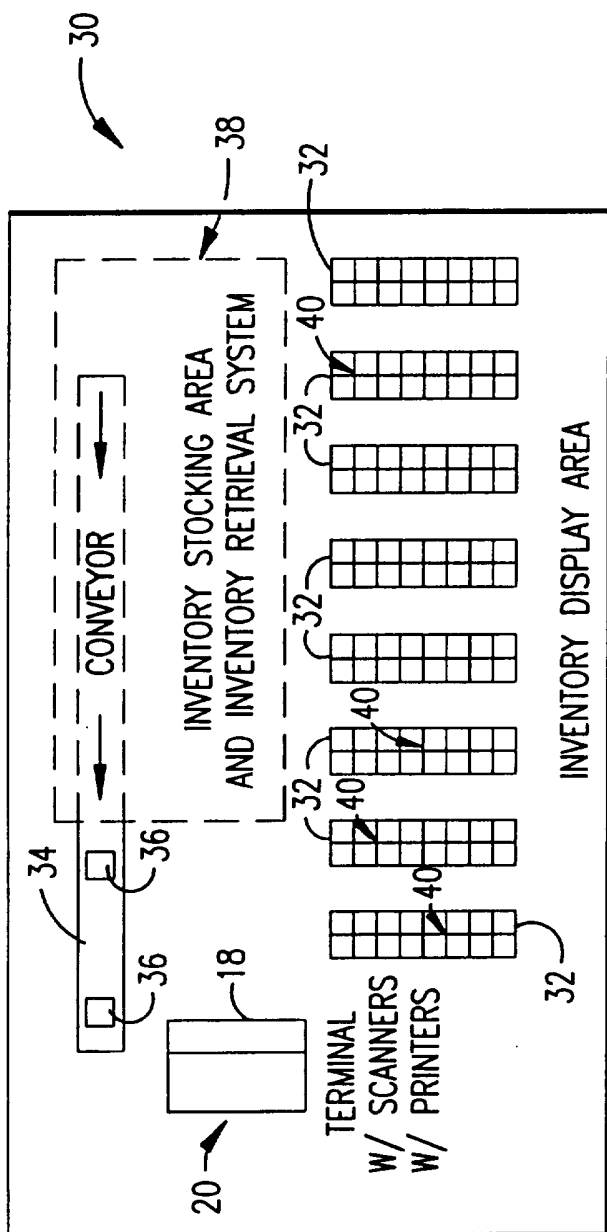 30
38
CONVEYOR
INVENTORY STOCKING AREA
AND INVENTORY RETRIEVAL SYSTEM
34
36
36
18
20
TERMINAL
W/ SCANNERS
W/ PRINTERS
32
40
32
32
32
40
32
40
40
32
INVENTORY DISPLAY AREA